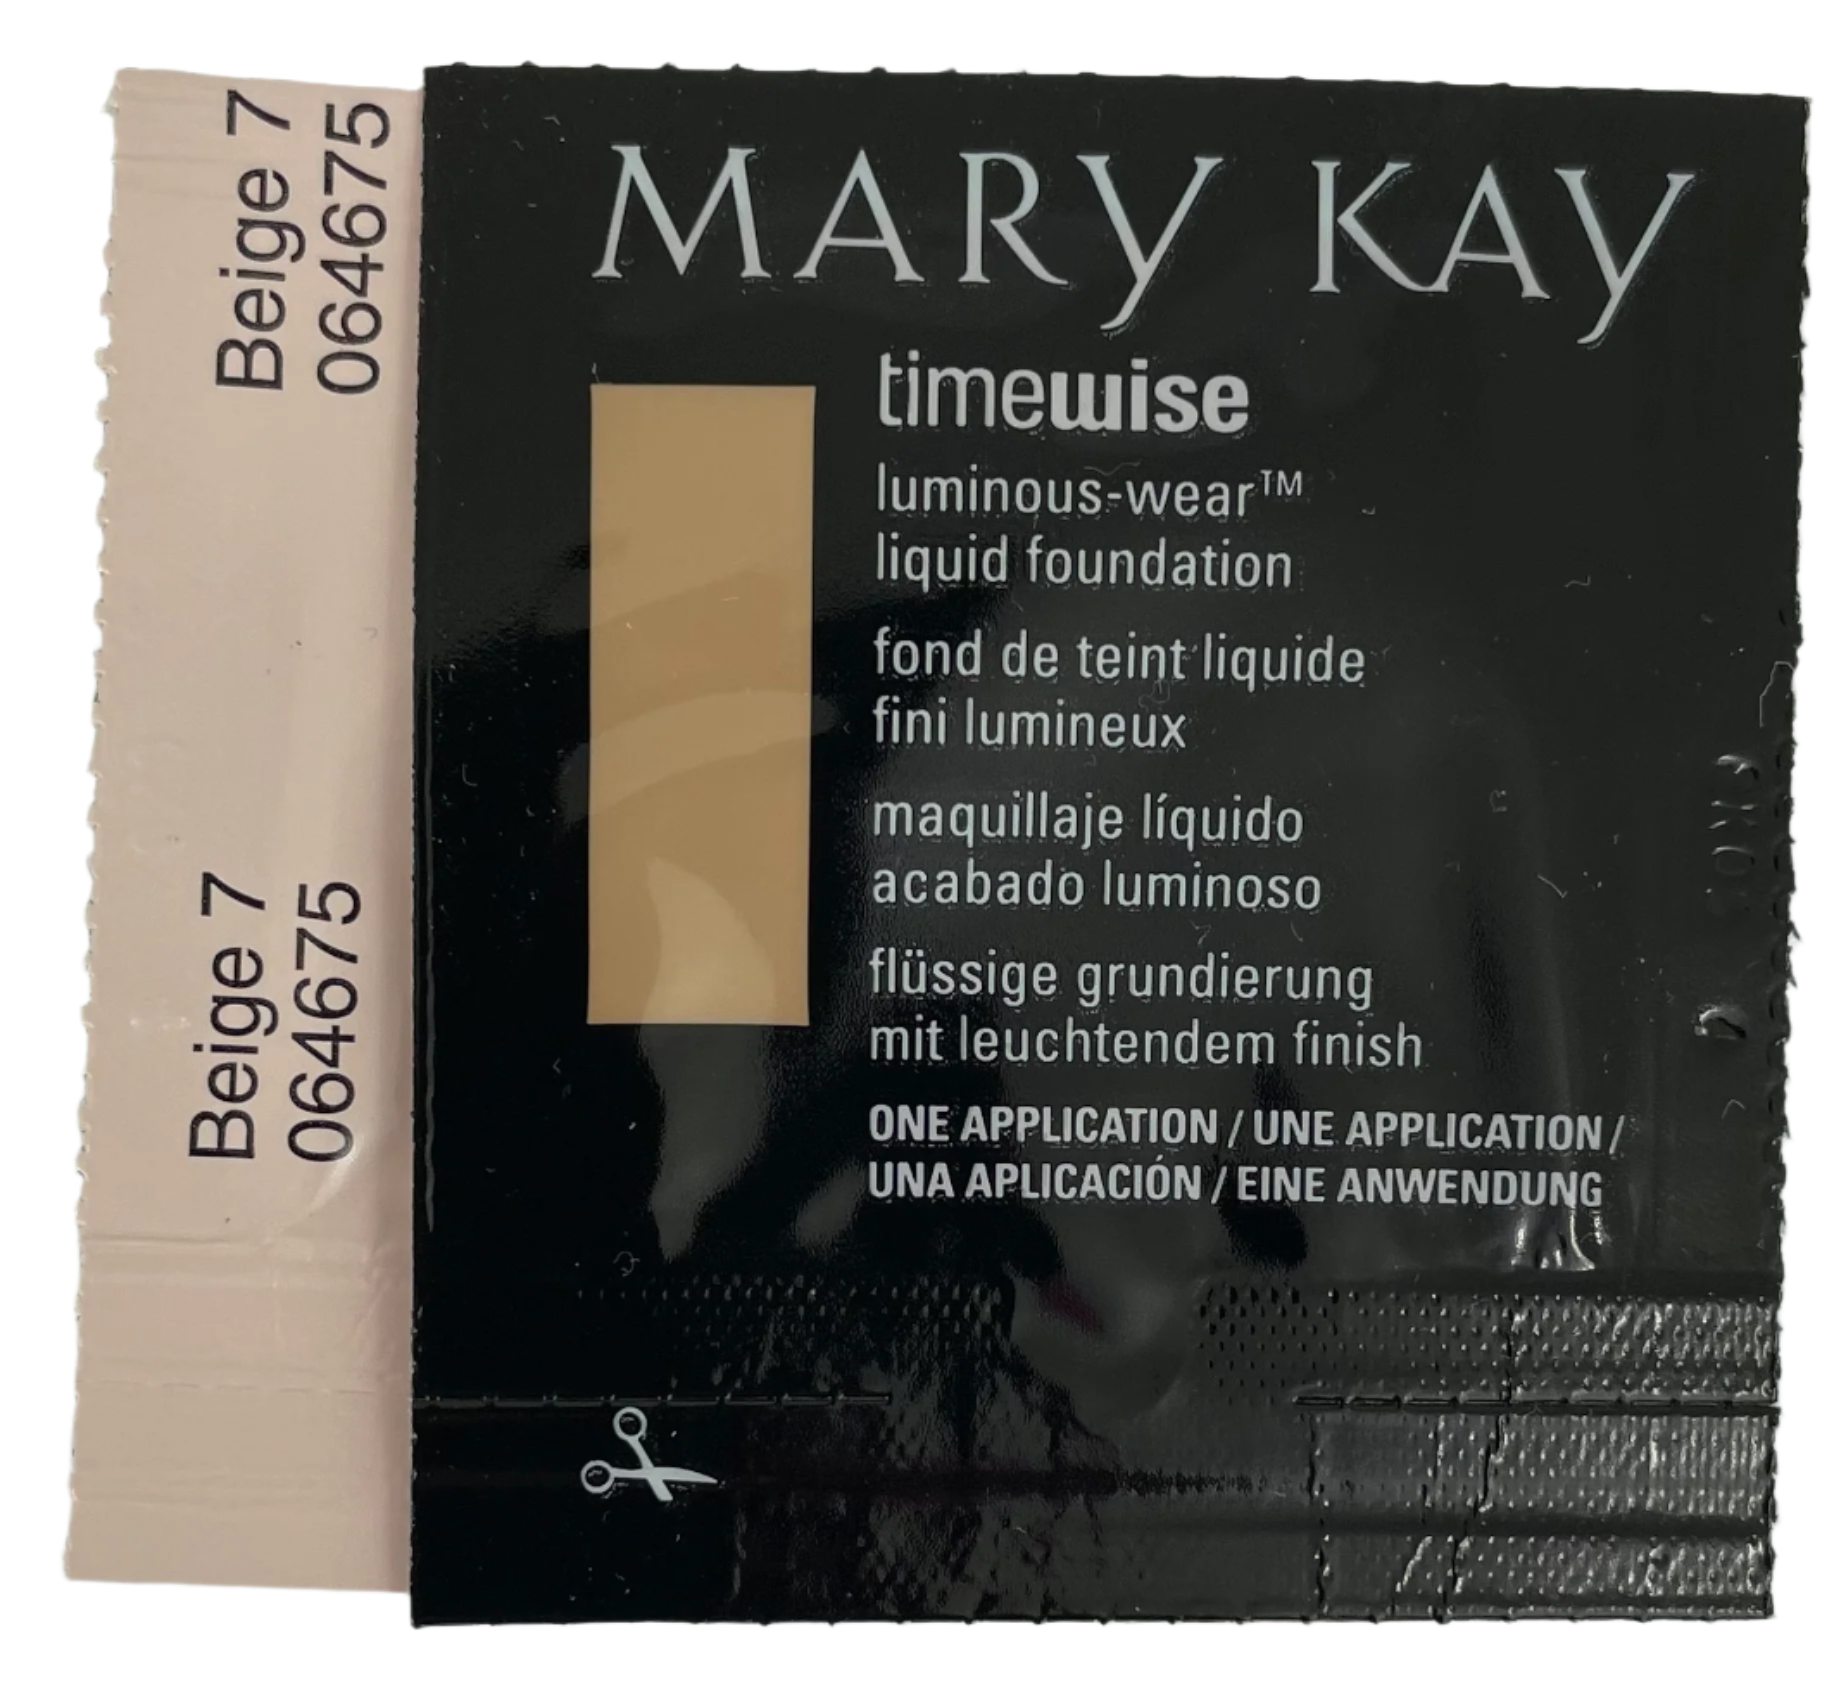 Beige 7
064675
Beige 7
064675
MARY KAY
timewise
luminous-wear™
liquid foundation
fond de teint liquide
fini lumineux
maquillaje líquido
acabado luminoso
flüssige grundierung
mit leuchtendem finish
ONE APPLICATION / UNE APPLICATION /
UNA APLICACIÓN / EINE ANWENDUNG